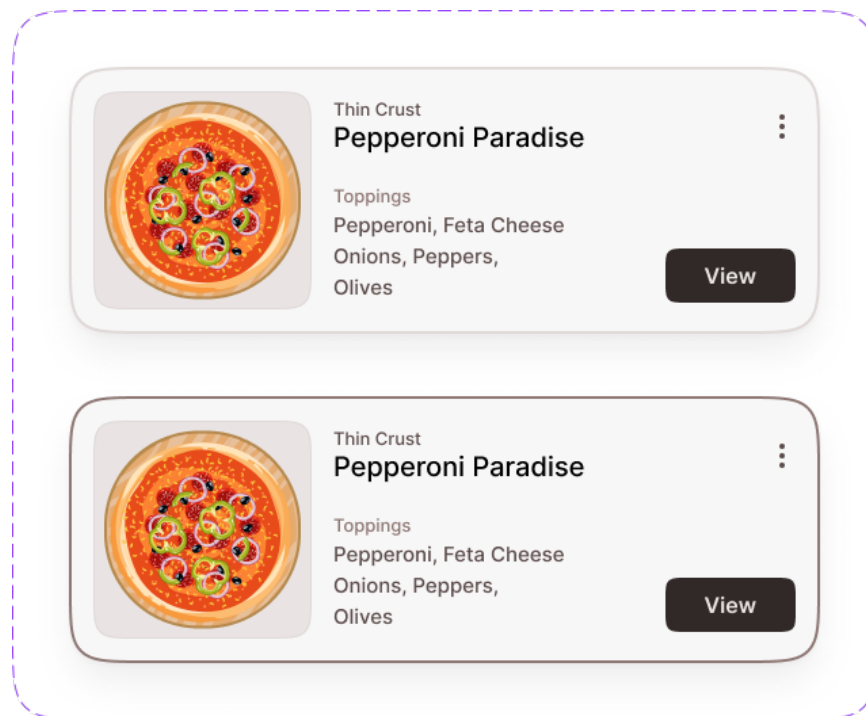 Thin Crust
Pepperoni Paradise
Toppings
Pepperoni, Feta Cheese
Onions, Peppers,
Olives
View
Thin Crust
Pepperoni Paradise
Toppings
Pepperoni, Feta Cheese
Onions, Peppers,
Olives
View